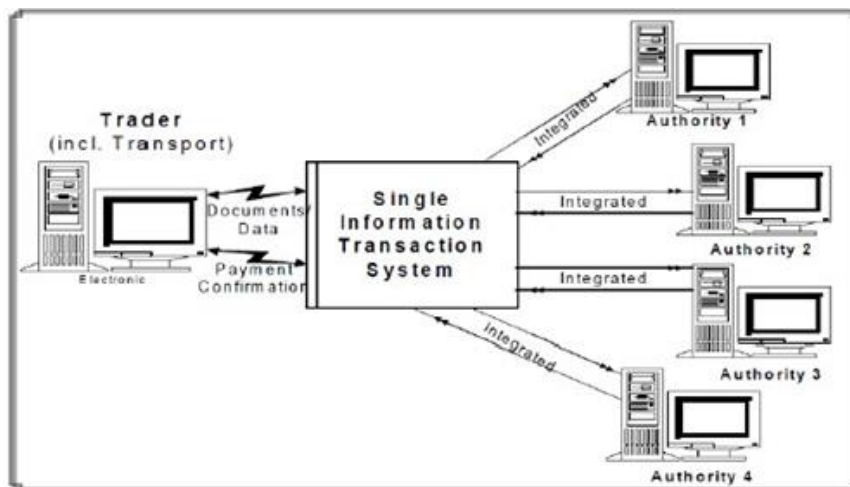 Trader
(incl. Transport)
Electronic
Documents/
Data
Payment
Confirmation
Single
Information
Transaction
System
Integrated
Authority 1
Integrated
Authority 2
Integrated
Authority 3
Integrated
Authority 4